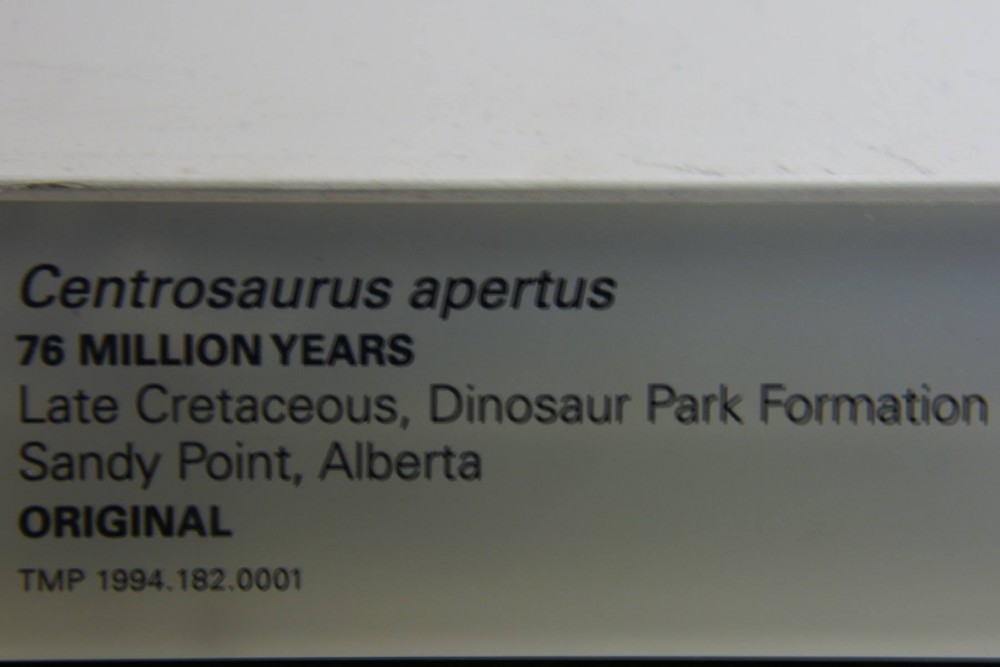 Centrosaurus apertus
76 MILLION YEARS
Late Cretaceous, Dinosaur Park Formation
Sandy Point, Alberta
ORIGINAL
TMP 1994.182.0001